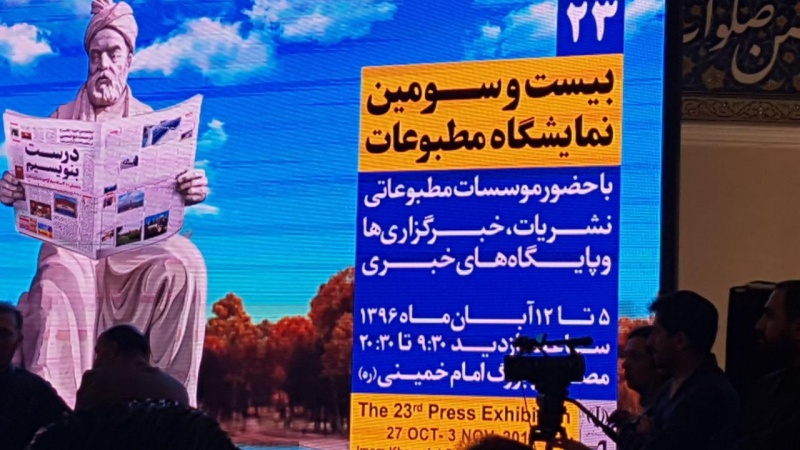 ۲۳
بیست و سومین
نمایشگاه مطبوعات
با حضور موسسات مطبوعاتی
نشریات، خبرگزاری‌ها
و پایگاه‌های خبری
۵ تا ۱۲ آبان ماه ۱۳۹۶
بازدید ۹:۳۰ تا ۲۰:۳۰
بزرگ امام خمینی (ره)
The 23rd Press Exhibition
27 OCT- 3 NOV
درست
بنویسیم